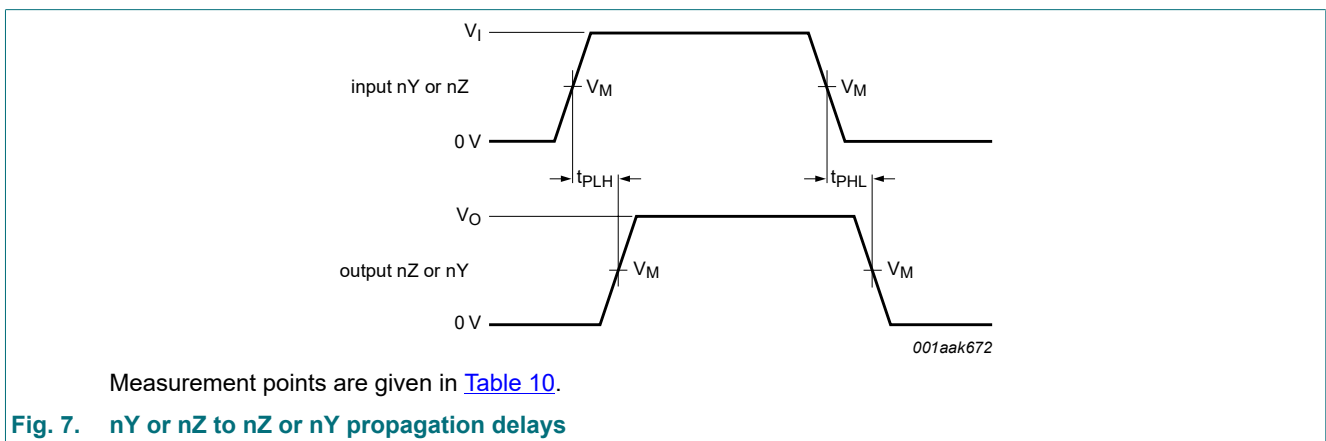 VI
input nY or nZ
VM
VM
0 V
tPLH
tPHL
VO
output nZ or nY
VM
VM
0 V
001aak672
Measurement points are given in Table 10.
Fig. 7. nY or nZ to nZ or nY propagation delays